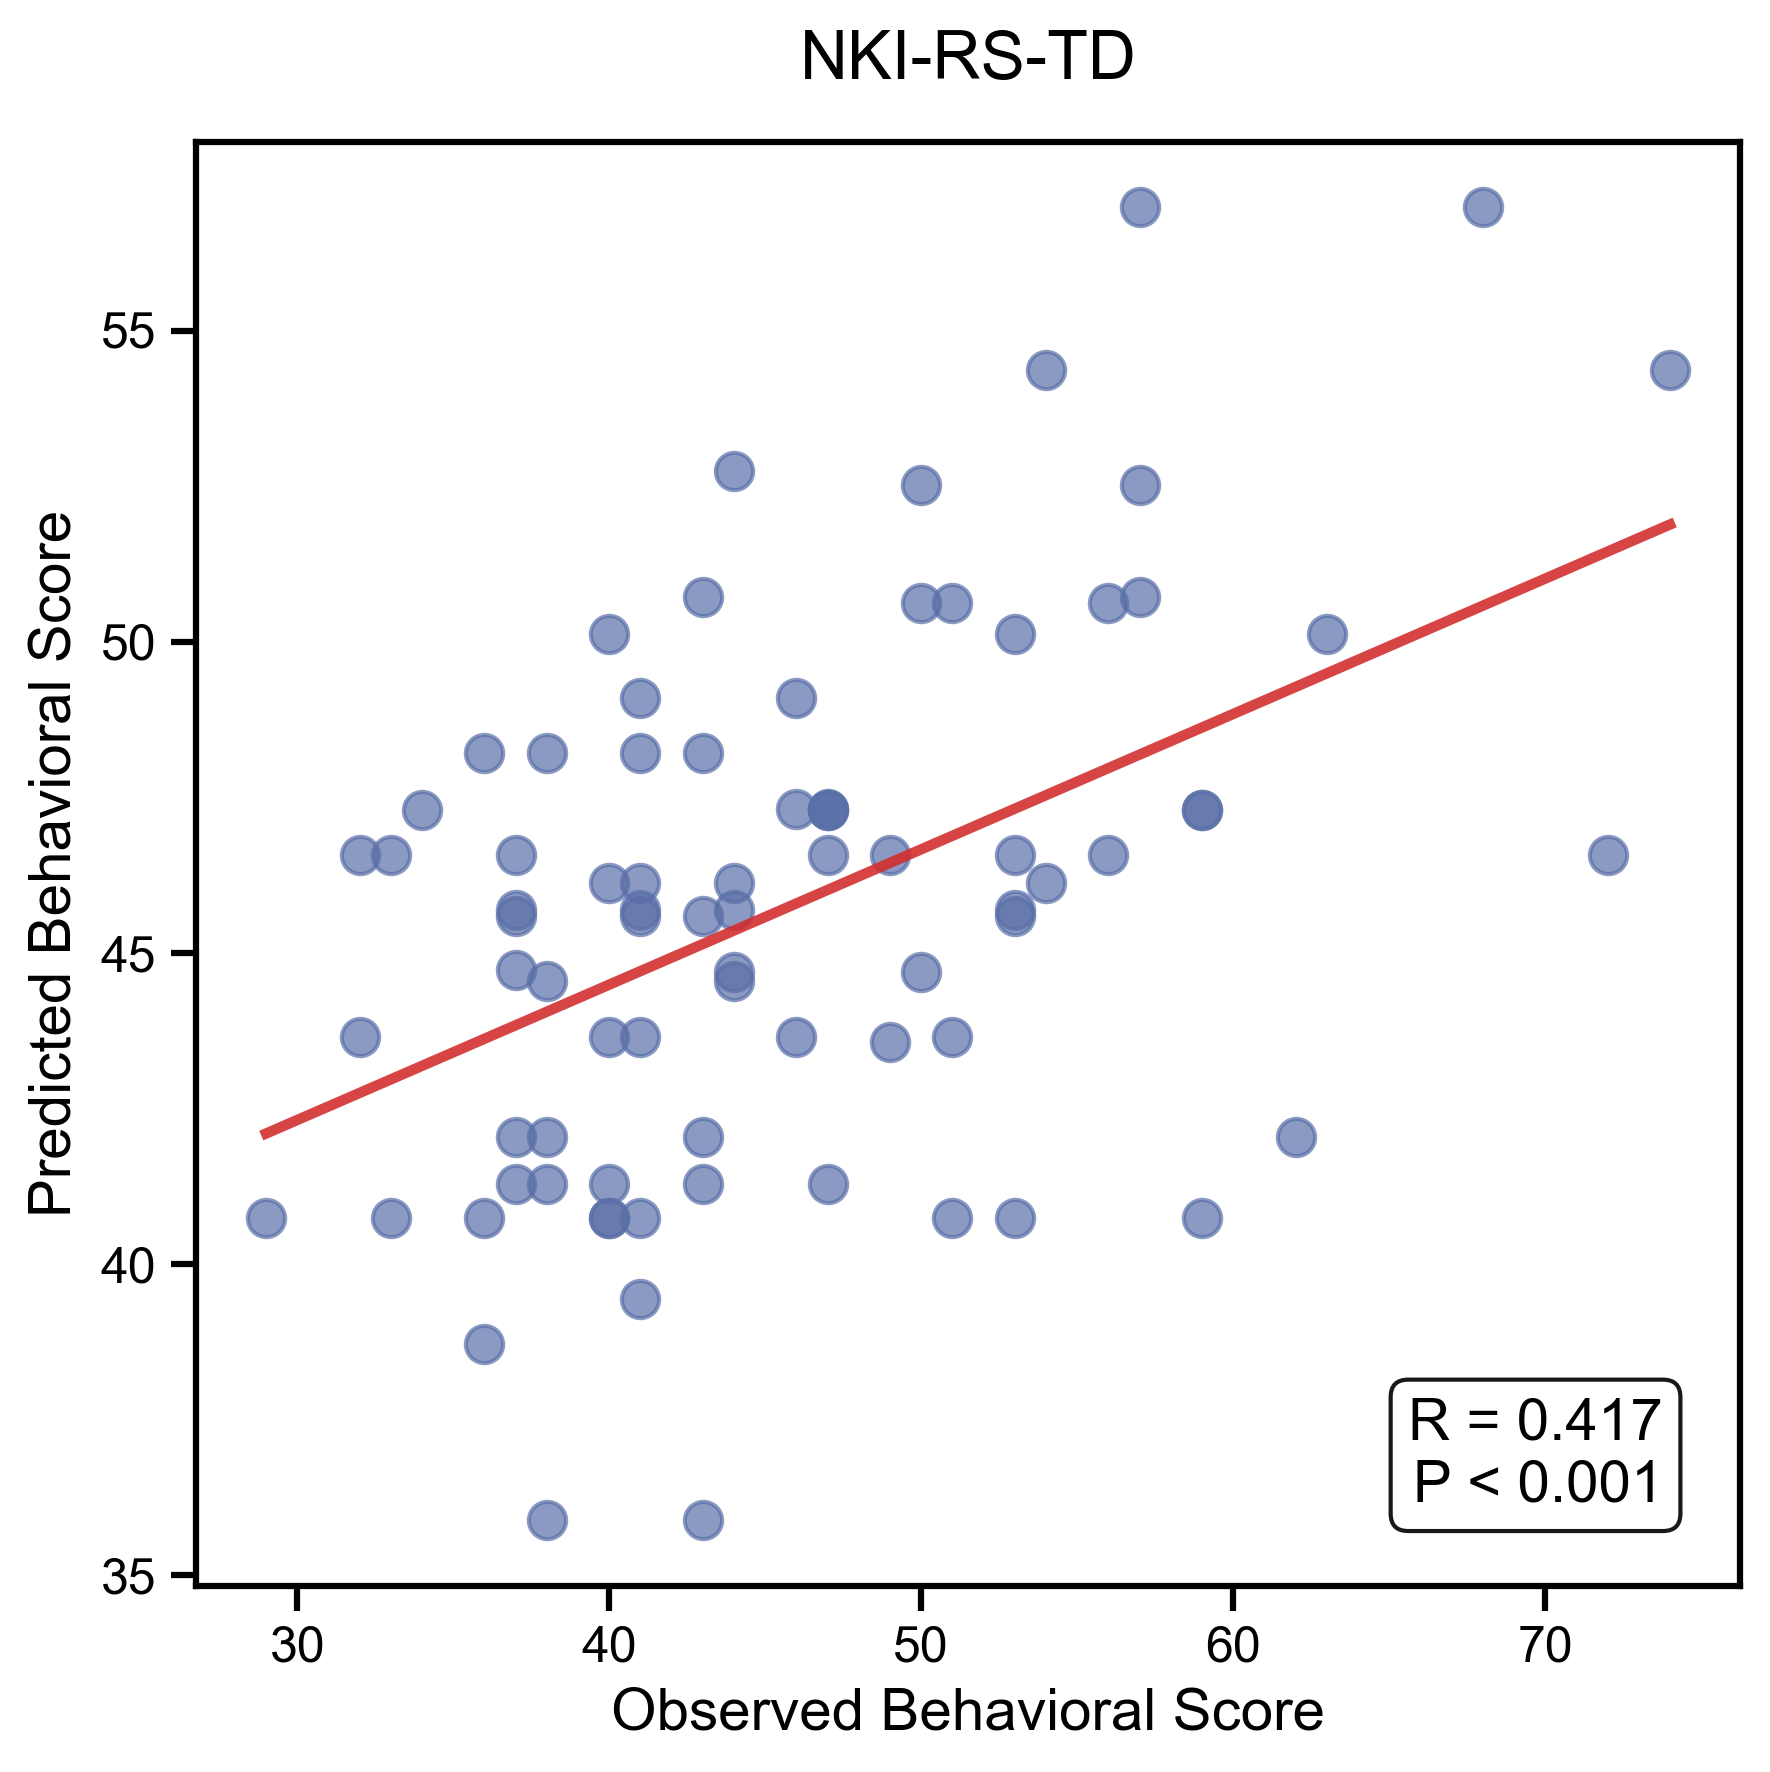 NKI-RS-TD
Predicted Behavioral Score
55
50
45
40
35
R = 0.417
P < 0.001
30 40 50 60 70
Observed Behavioral Score